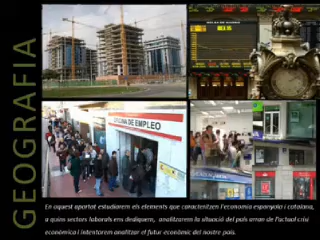 GEOGRAFIA
OFICINA DE EMPLEO
En aquest apartat estudiarem els elements que caracteritzen l'economia espanyola i catalana,
a quins sectors laborals ens dediquem, analitzarem la situació del país arran de l'actual crisi
econòmica i intentarem analitzar el futur econòmic del nostre país.